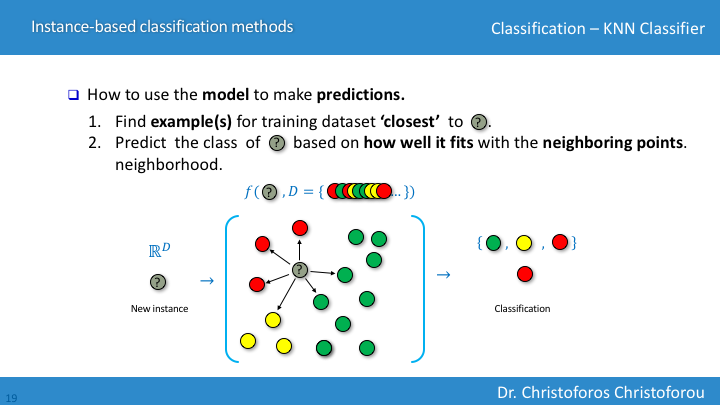 Instance-based classification methods
Classification – KNN Classifier
How to use the model to make predictions.
1. Find example(s) for training dataset ‘closest’ to ?.
2. Predict the class of ? based on how well it fits with the neighboring points.
neighborhood.
f( ? , D = { ... })
ℝᴰ
{ , , }
?
?
→
→
New instance
Classification
19
Dr. Christoforos Christoforou